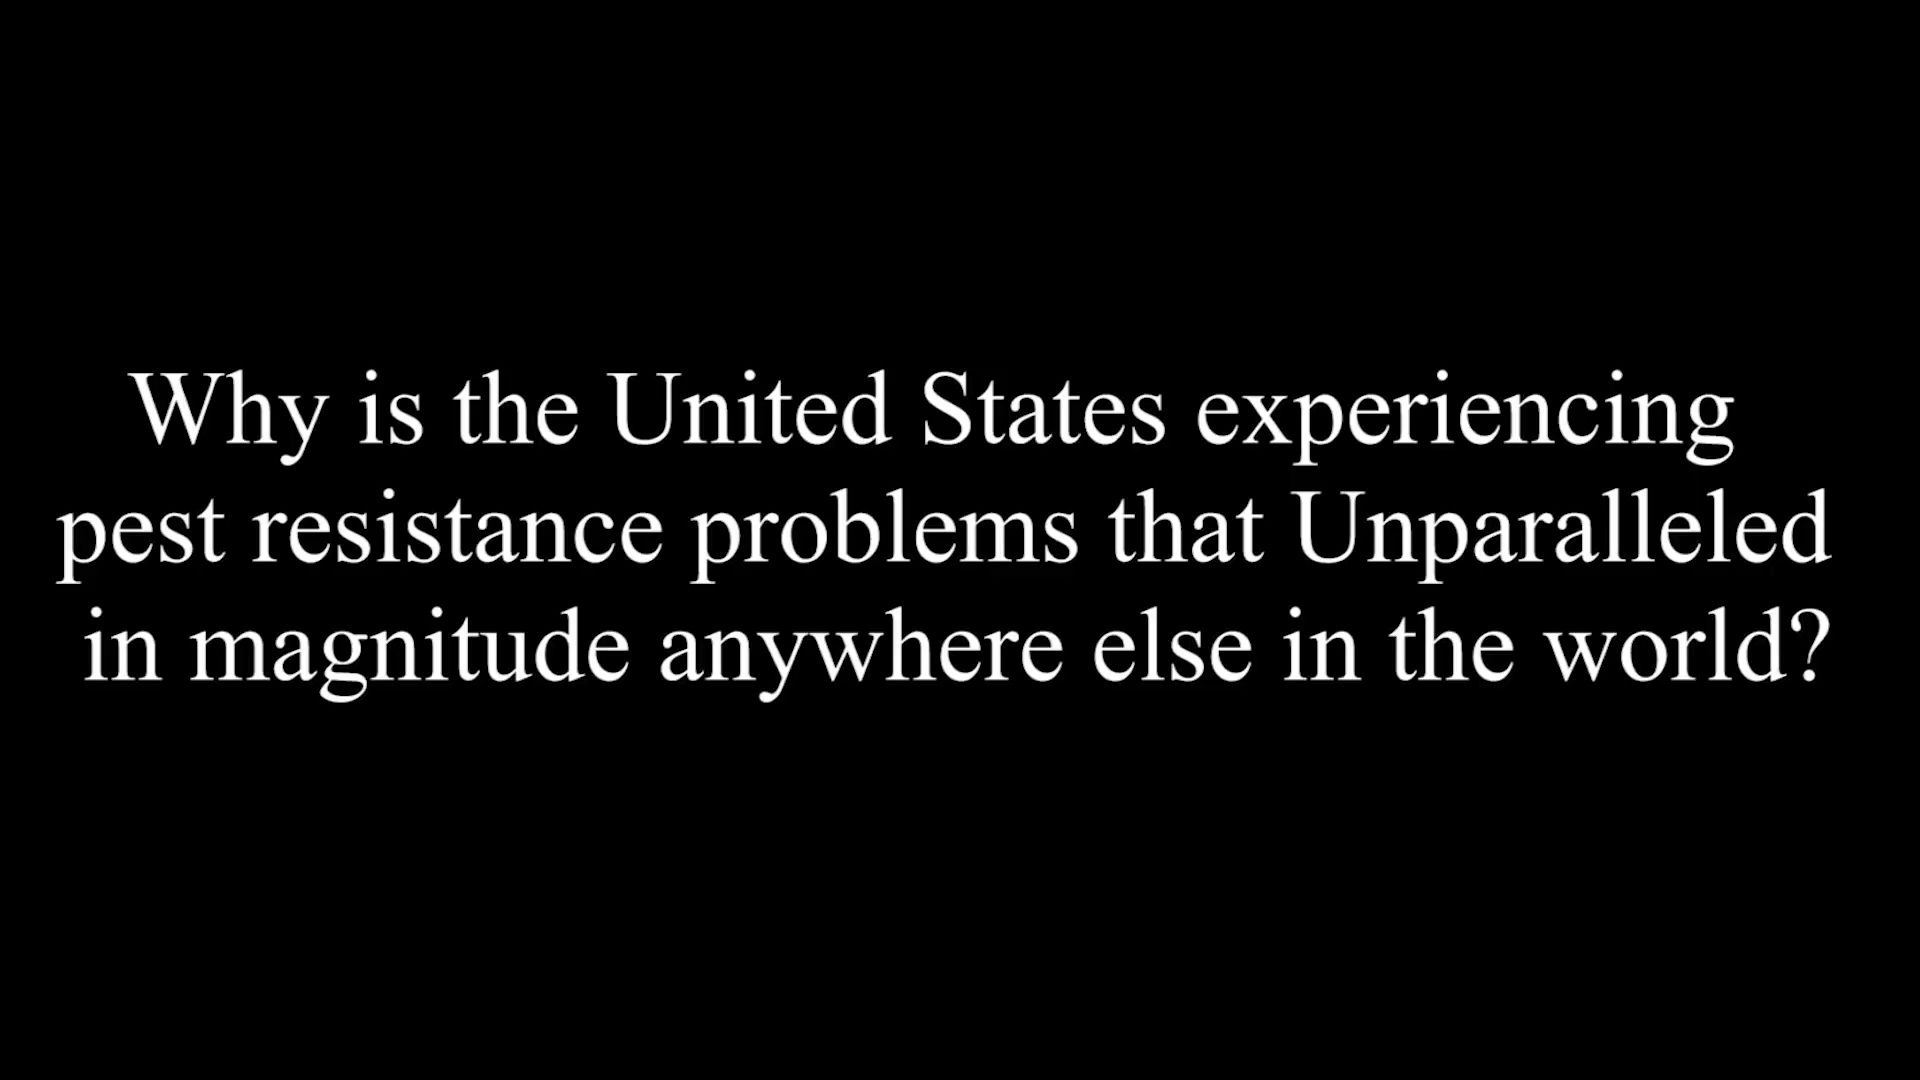 Why is the United States experiencing
pest resistance problems that Unparalleled
in magnitude anywhere else in the world?